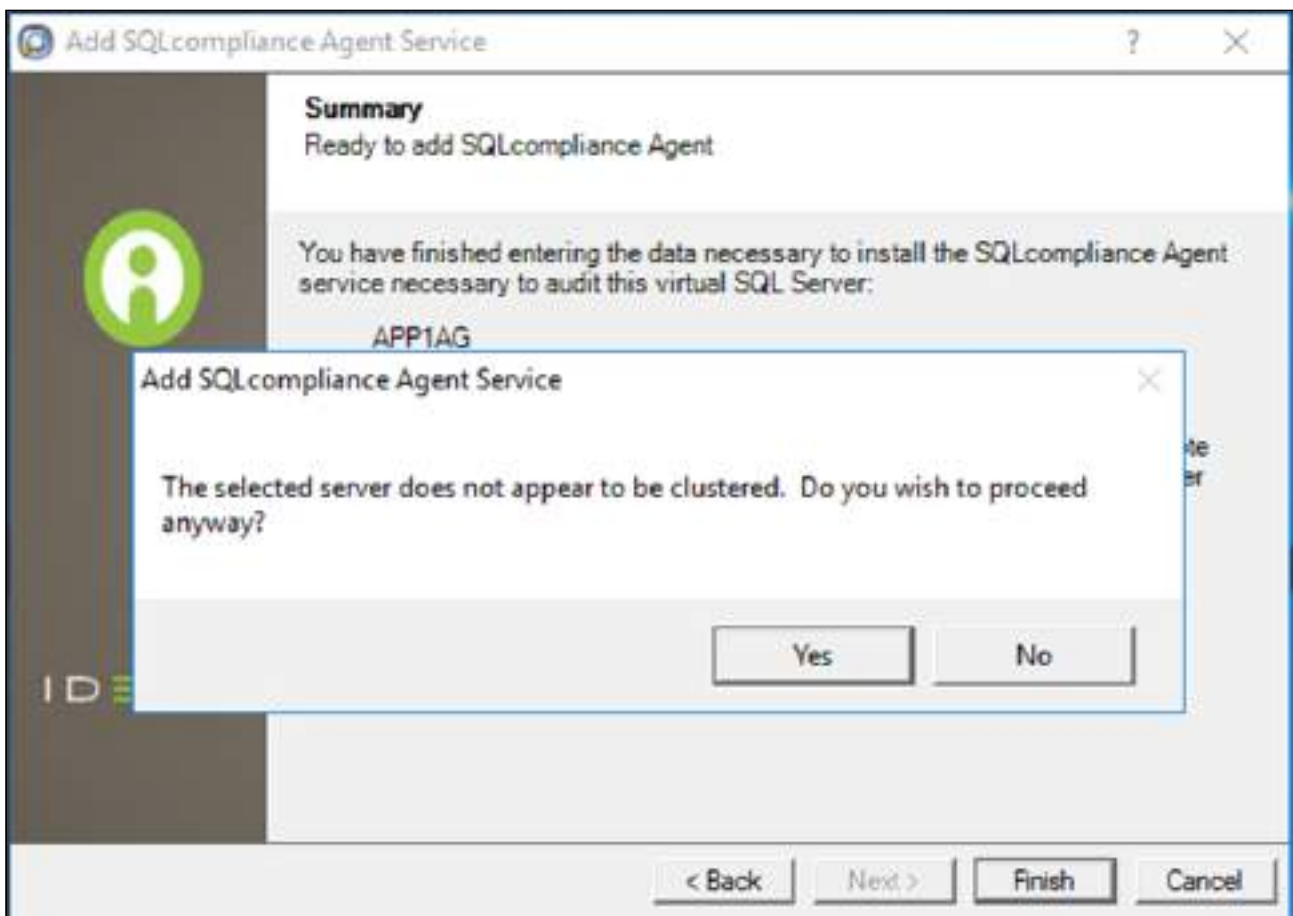 Add SQLcompliance Agent Service
?
Summary
Ready to add SQLcompliance Agent
You have finished entering the data necessary to install the SQLcompliance Agent
service necessary to audit this virtual SQL Server:
APP1AG
Add SQLcompliance Agent Service
The selected server does not appear to be clustered. Do you wish to proceed
anyway?
Yes
No
ID
< Back
Next >
Finish
Cancel